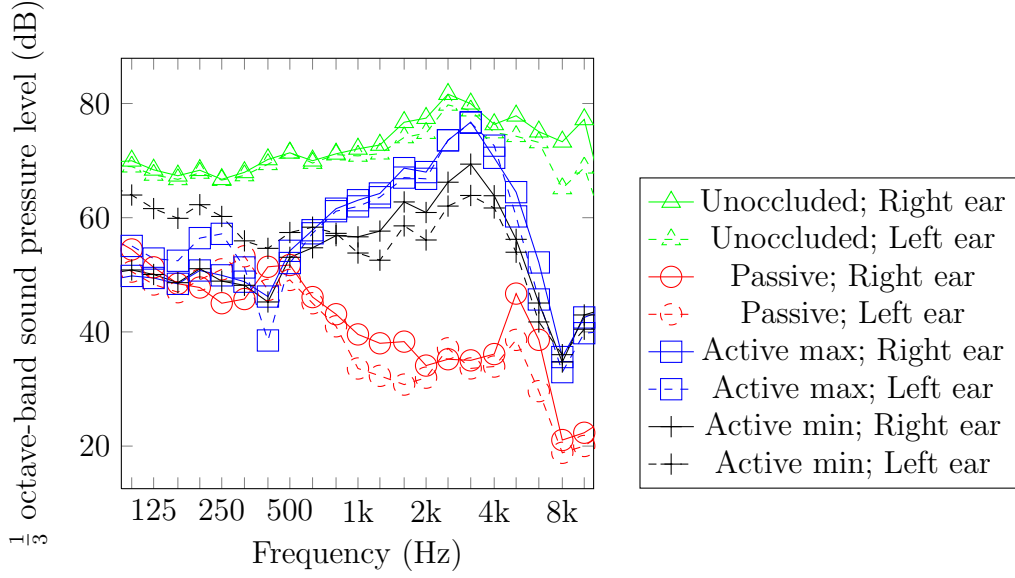 1/3 octave-band sound pressure level (dB)
80
60
40
20
125 250 500 1k 2k 4k 8k
Frequency (Hz)
Unoccluded; Right ear
Unoccluded; Left ear
Passive; Right ear
Passive; Left ear
Active max; Right ear
Active max; Left ear
Active min; Right ear
Active min; Left ear